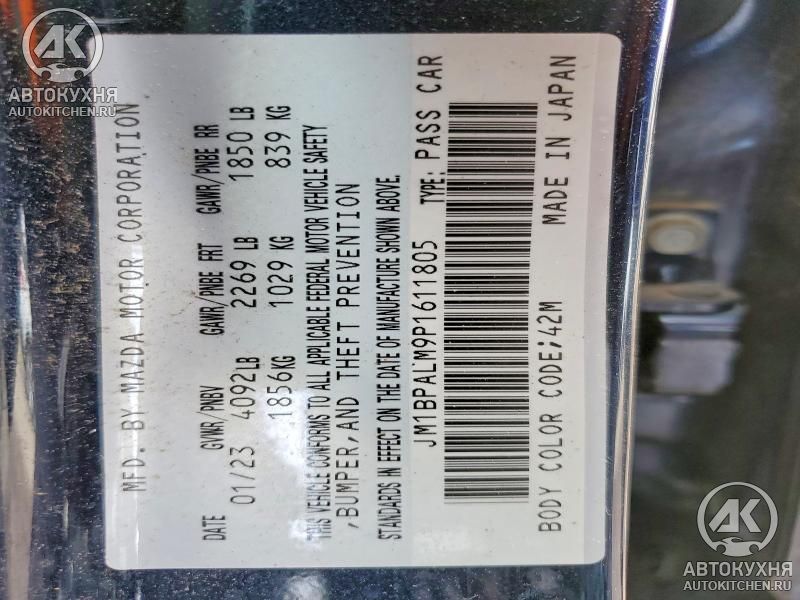 MFD. BY MAZDA MOTOR CORPORATION
DATE GVWR/PNBV GAWR/PNBE FRT GAWR/PNBE RR
01/23 4092LB 2269 LB 1850 LB
1856KG 1029 KG 839 KG
THIS VEHICLE CONFORMS TO ALL APPLICABLE FEDERAL MOTOR VEHICLE SAFETY
,BUMPER,AND THEFT PREVENTION
STANDARDS IN EFFECT ON THE DATE OF MANUFACTURE SHOWN ABOVE.
JM1BPALM9P1611805 TYPE: PASS CAR
BODY COLOR CODE;42M MADE IN JAPAN
AK
АВТОКУХНЯ
AUTOKITCHEN.RU
AK
АВТОКУХНЯ
AUTOKITCHEN.RU